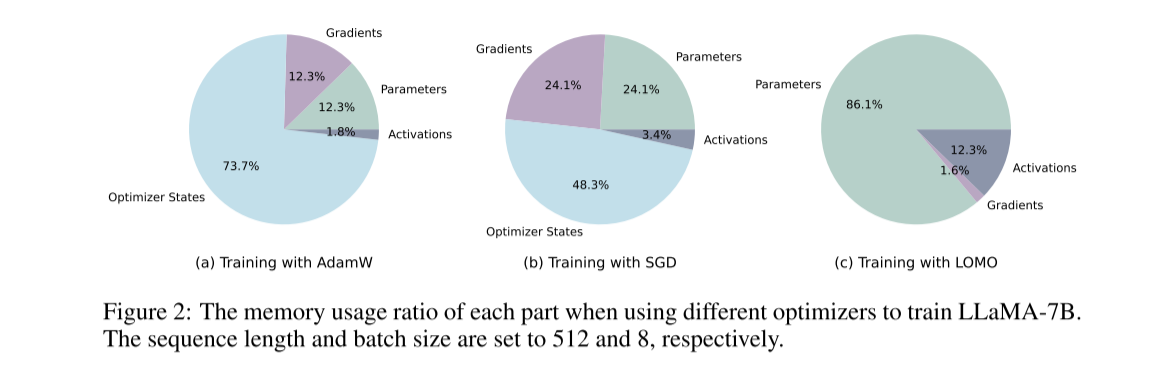 Gradients
12.3%
Parameters
12.3%
1.8%
Activations
73.7%
Optimizer States
(a) Training with AdamW
Gradients
24.1%
Parameters
24.1%
3.4%
Activations
48.3%
Optimizer States
(b) Training with SGD
Parameters
86.1%
12.3%
Activations
1.6%
Gradients
(c) Training with LOMO
Figure 2: The memory usage ratio of each part when using different optimizers to train LLaMA-7B.
The sequence length and batch size are set to 512 and 8, respectively.